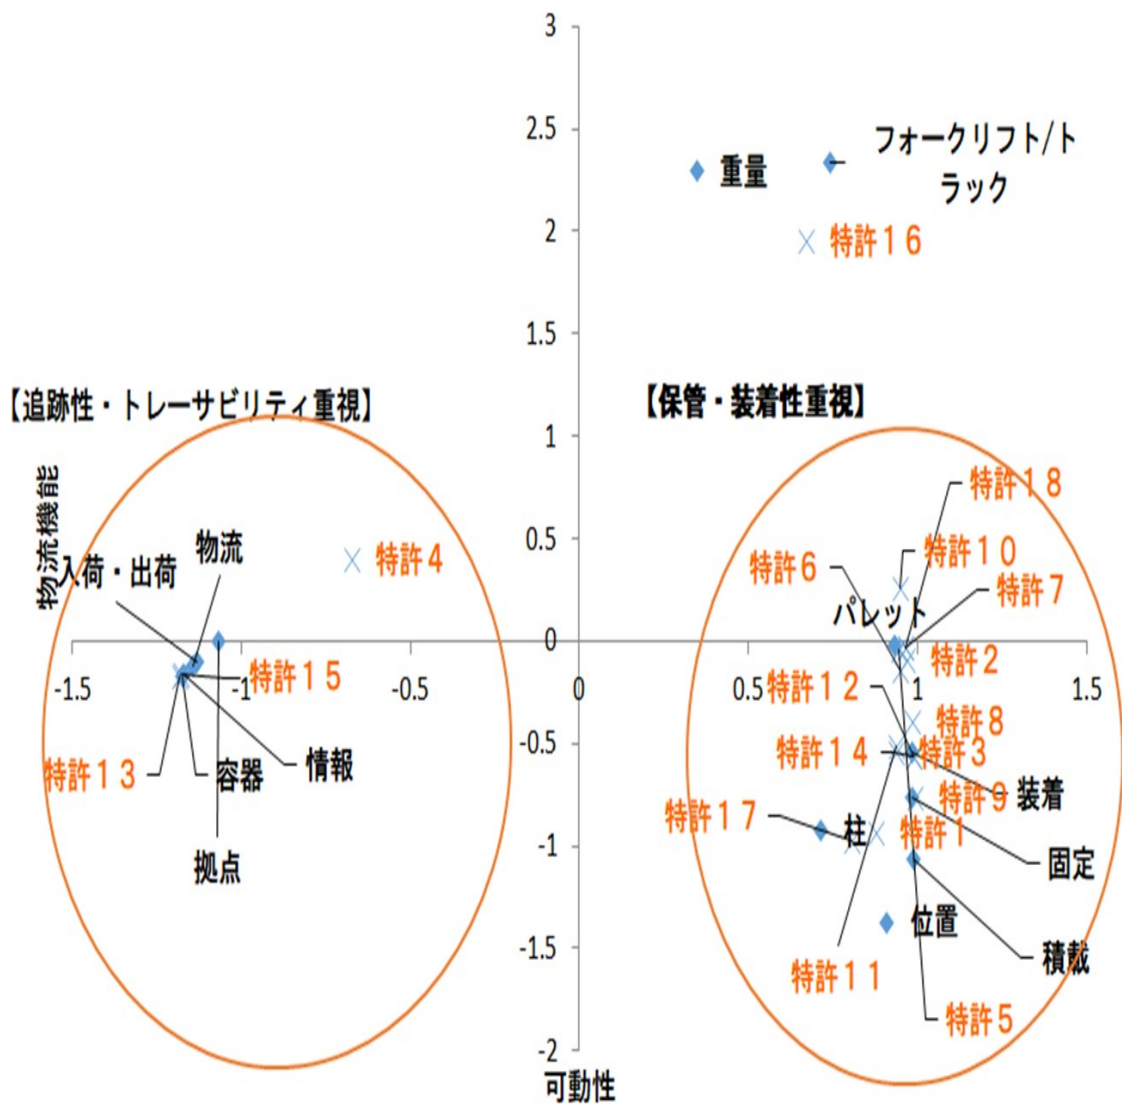 3
2.5
フォークリフト/ト
ラック
重量
2
特許１６
1.5
【追跡性・トレーサビリティ重視】
【保管・装着性重視】
1
物流機能
特許１８
0.5
物流
特許１０
入荷・出荷
特許４
特許６
特許７
パレット
0
-1.5
-1
-0.5
0
0.5
1
1.5
特許１５
特許２
特許１２
特許８
-0.5
特許１４
特許３
特許１３
容器
情報
特許９
装着
特許１７
柱
特許１
-1
拠点
固定
位置
-1.5
積載
特許１１
特許５
-2
可動性